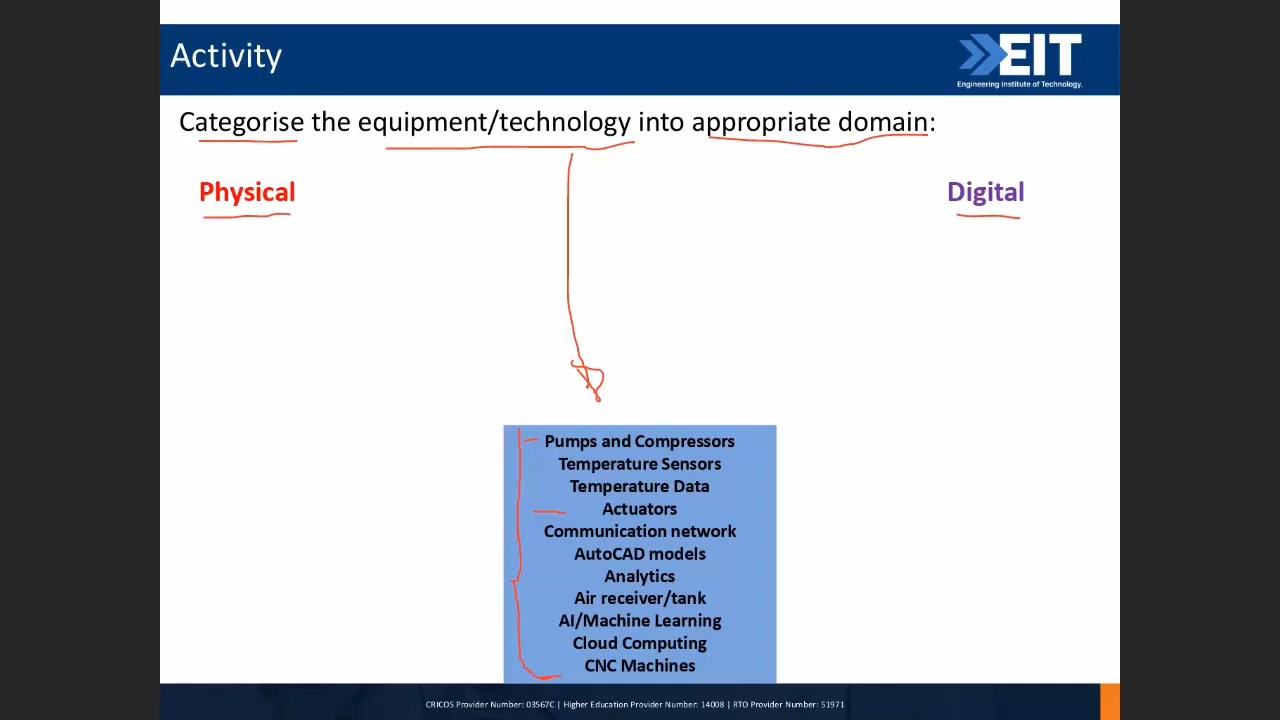 Activity
EIT
Engineering Institute of Technology.
Categorise the equipment/technology into appropriate domain:
Physical
Digital
Pumps and Compressors
Temperature Sensors
Temperature Data
Actuators
Communication network
AutoCAD models
Analytics
Air receiver/tank
AI/Machine Learning
Cloud Computing
CNC Machines
CRICOS Provider Number: 03567C | Higher Education Provider Number: 14008 | RTO Provider Number: 51971